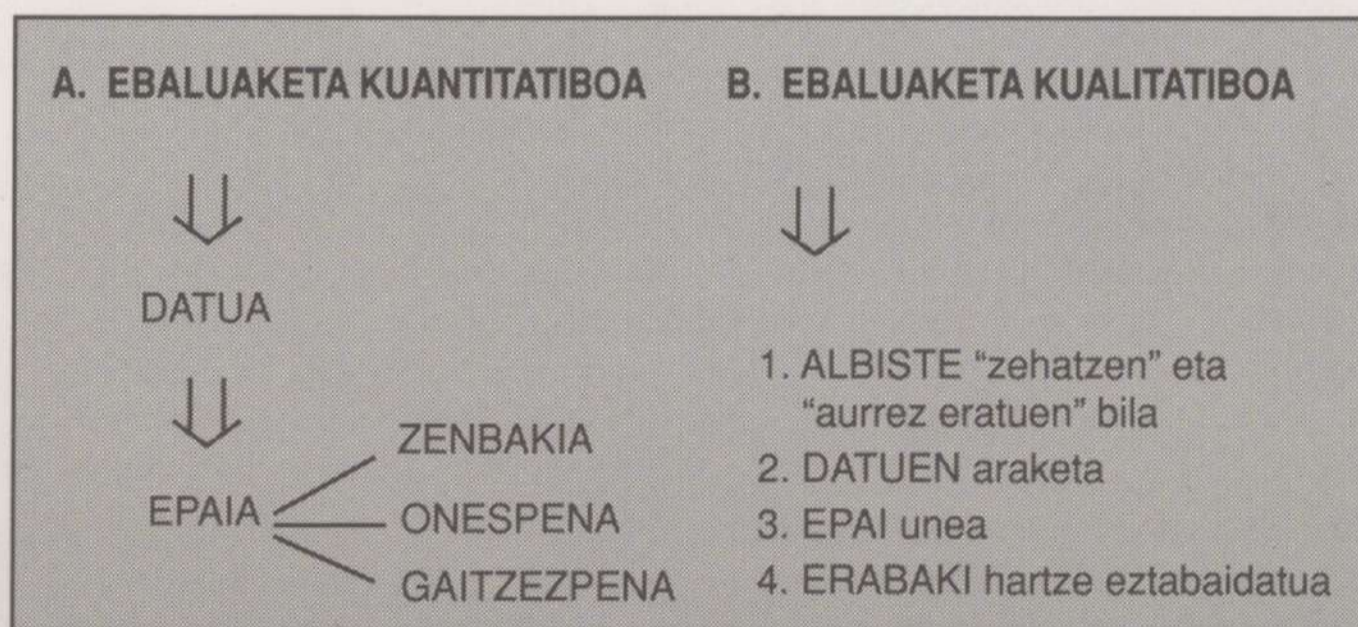 A. EBALUAKETA KUANTITATIBOA
DATUA
EPAIA
ZENBAKIA
ONESPENA
GAITZEZPENA
B. EBALUAKETA KUALITATIBOA
1. ALBISTE “zehatzen” eta
“aurrez eratuen” bila
2. DATUEN araketa
3. EPAI unea
4. ERABAKI hartze eztabaidatua